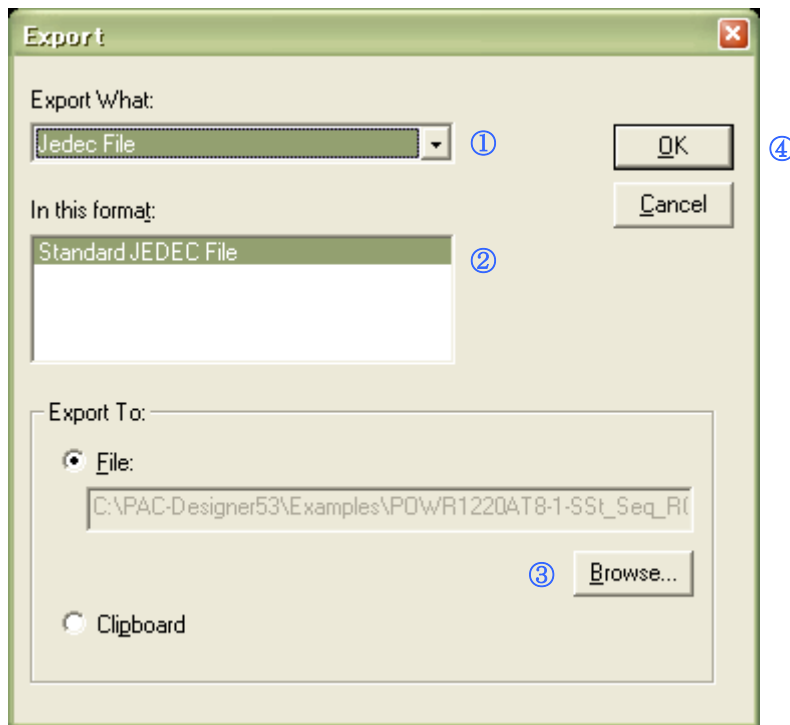 Export
Export What:
Jedec File ①
OK ④
Cancel
In this format:
Standard JEDEC File
②
Export To:
File:
C:\PAC-Designer53\Examples\POWR1220AT8-1-SSt_Seq_R(
③ Browse...
Clipboard